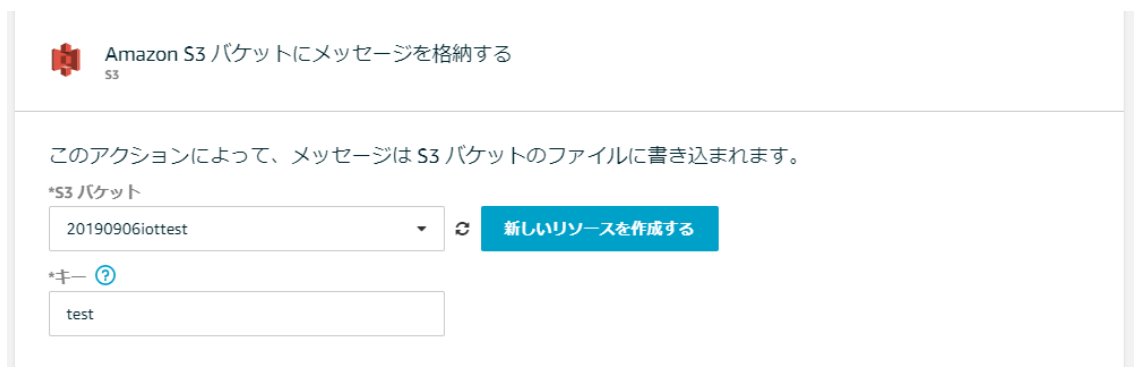 Amazon S3 バケットにメッセージを格納する
S3
このアクションによって、メッセージは S3 バケットのファイルに書き込まれます。
*S3 バケット
20190906iottest
新しいリソースを作成する
*キー ?
test